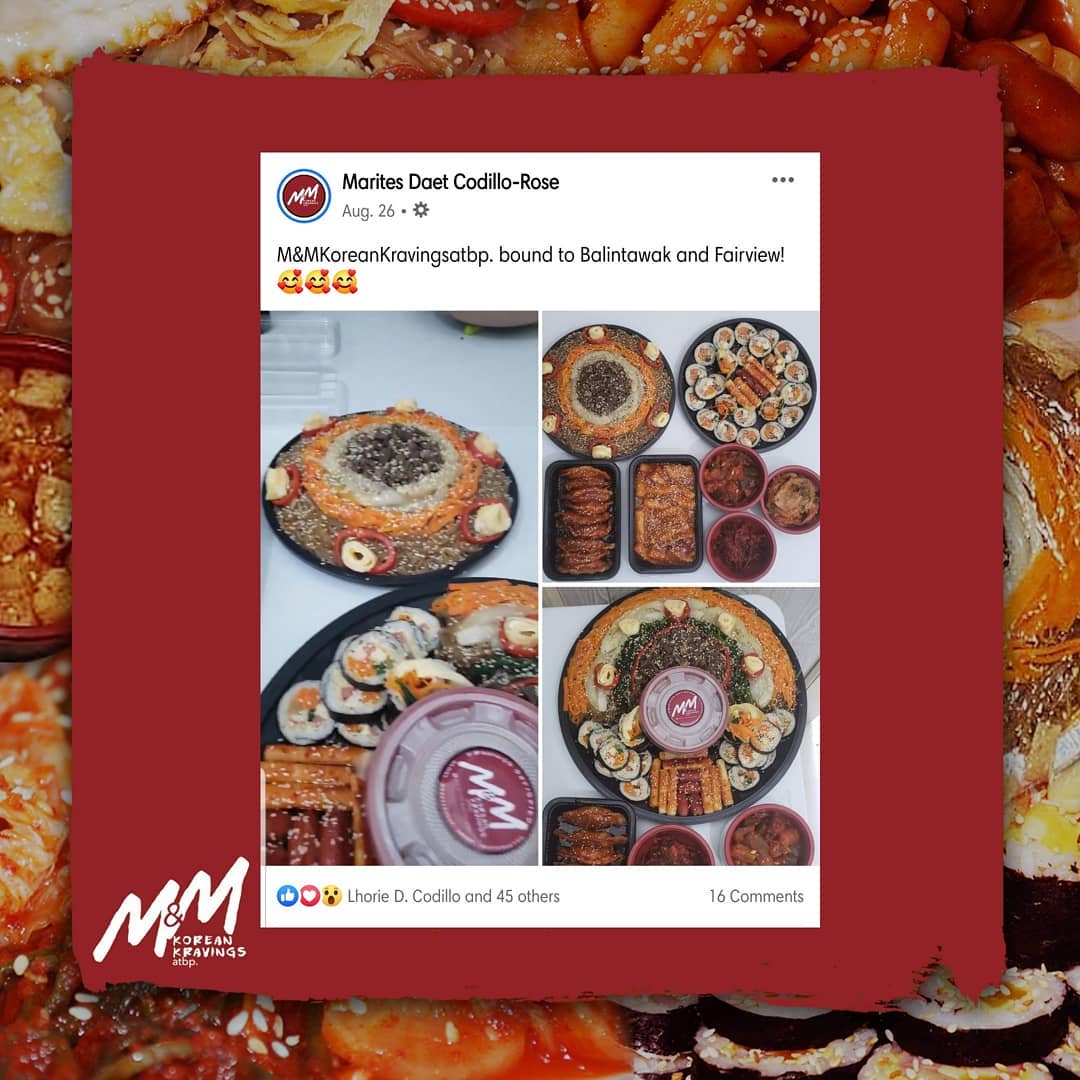 Marites Daet Codillo-Rose
Aug. 26 •
M&MKoreanKravingsatbp. bound to Balintawak and Fairview!
🥰🥰🥰
M&M
M&M
Lhorie D. Codillo and 45 others
16 Comments
M&M
KOREAN
KRAVINGS
atbp.